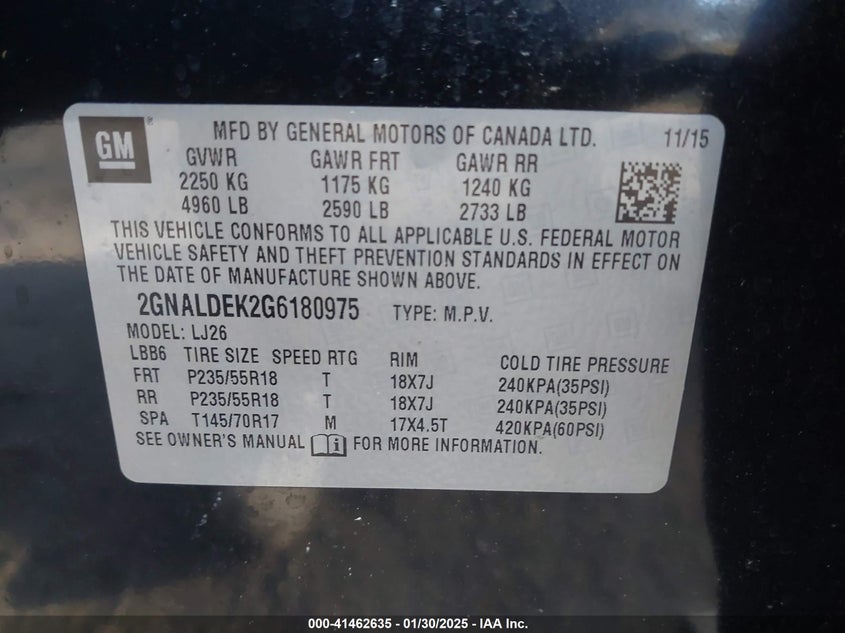 GM ®
MFD BY GENERAL MOTORS OF CANADA LTD. 11/15
GVWR GAWR FRT GAWR RR
2250 KG 1175 KG 1240 KG
4960 LB 2590 LB 2733 LB
THIS VEHICLE CONFORMS TO ALL APPLICABLE U.S. FEDERAL MOTOR
VEHICLE SAFETY AND THEFT PREVENTION STANDARDS IN EFFECT ON
THE DATE OF MANUFACTURE SHOWN ABOVE.
2GNALDEK2G6180975 TYPE: M.P.V.
MODEL: LJ26
LBB6 TIRE SIZE SPEED RTG RIM COLD TIRE PRESSURE
FRT P235/55R18 T 18X7J 240KPA(35PSI)
RR P235/55R18 T 18X7J 240KPA(35PSI)
SPA T145/70R17 M 17X4.5T 420KPA(60PSI)
SEE OWNER'S MANUAL i FOR MORE INFORMATION.
000-41462635 - 01/30/2025 - IAA Inc.